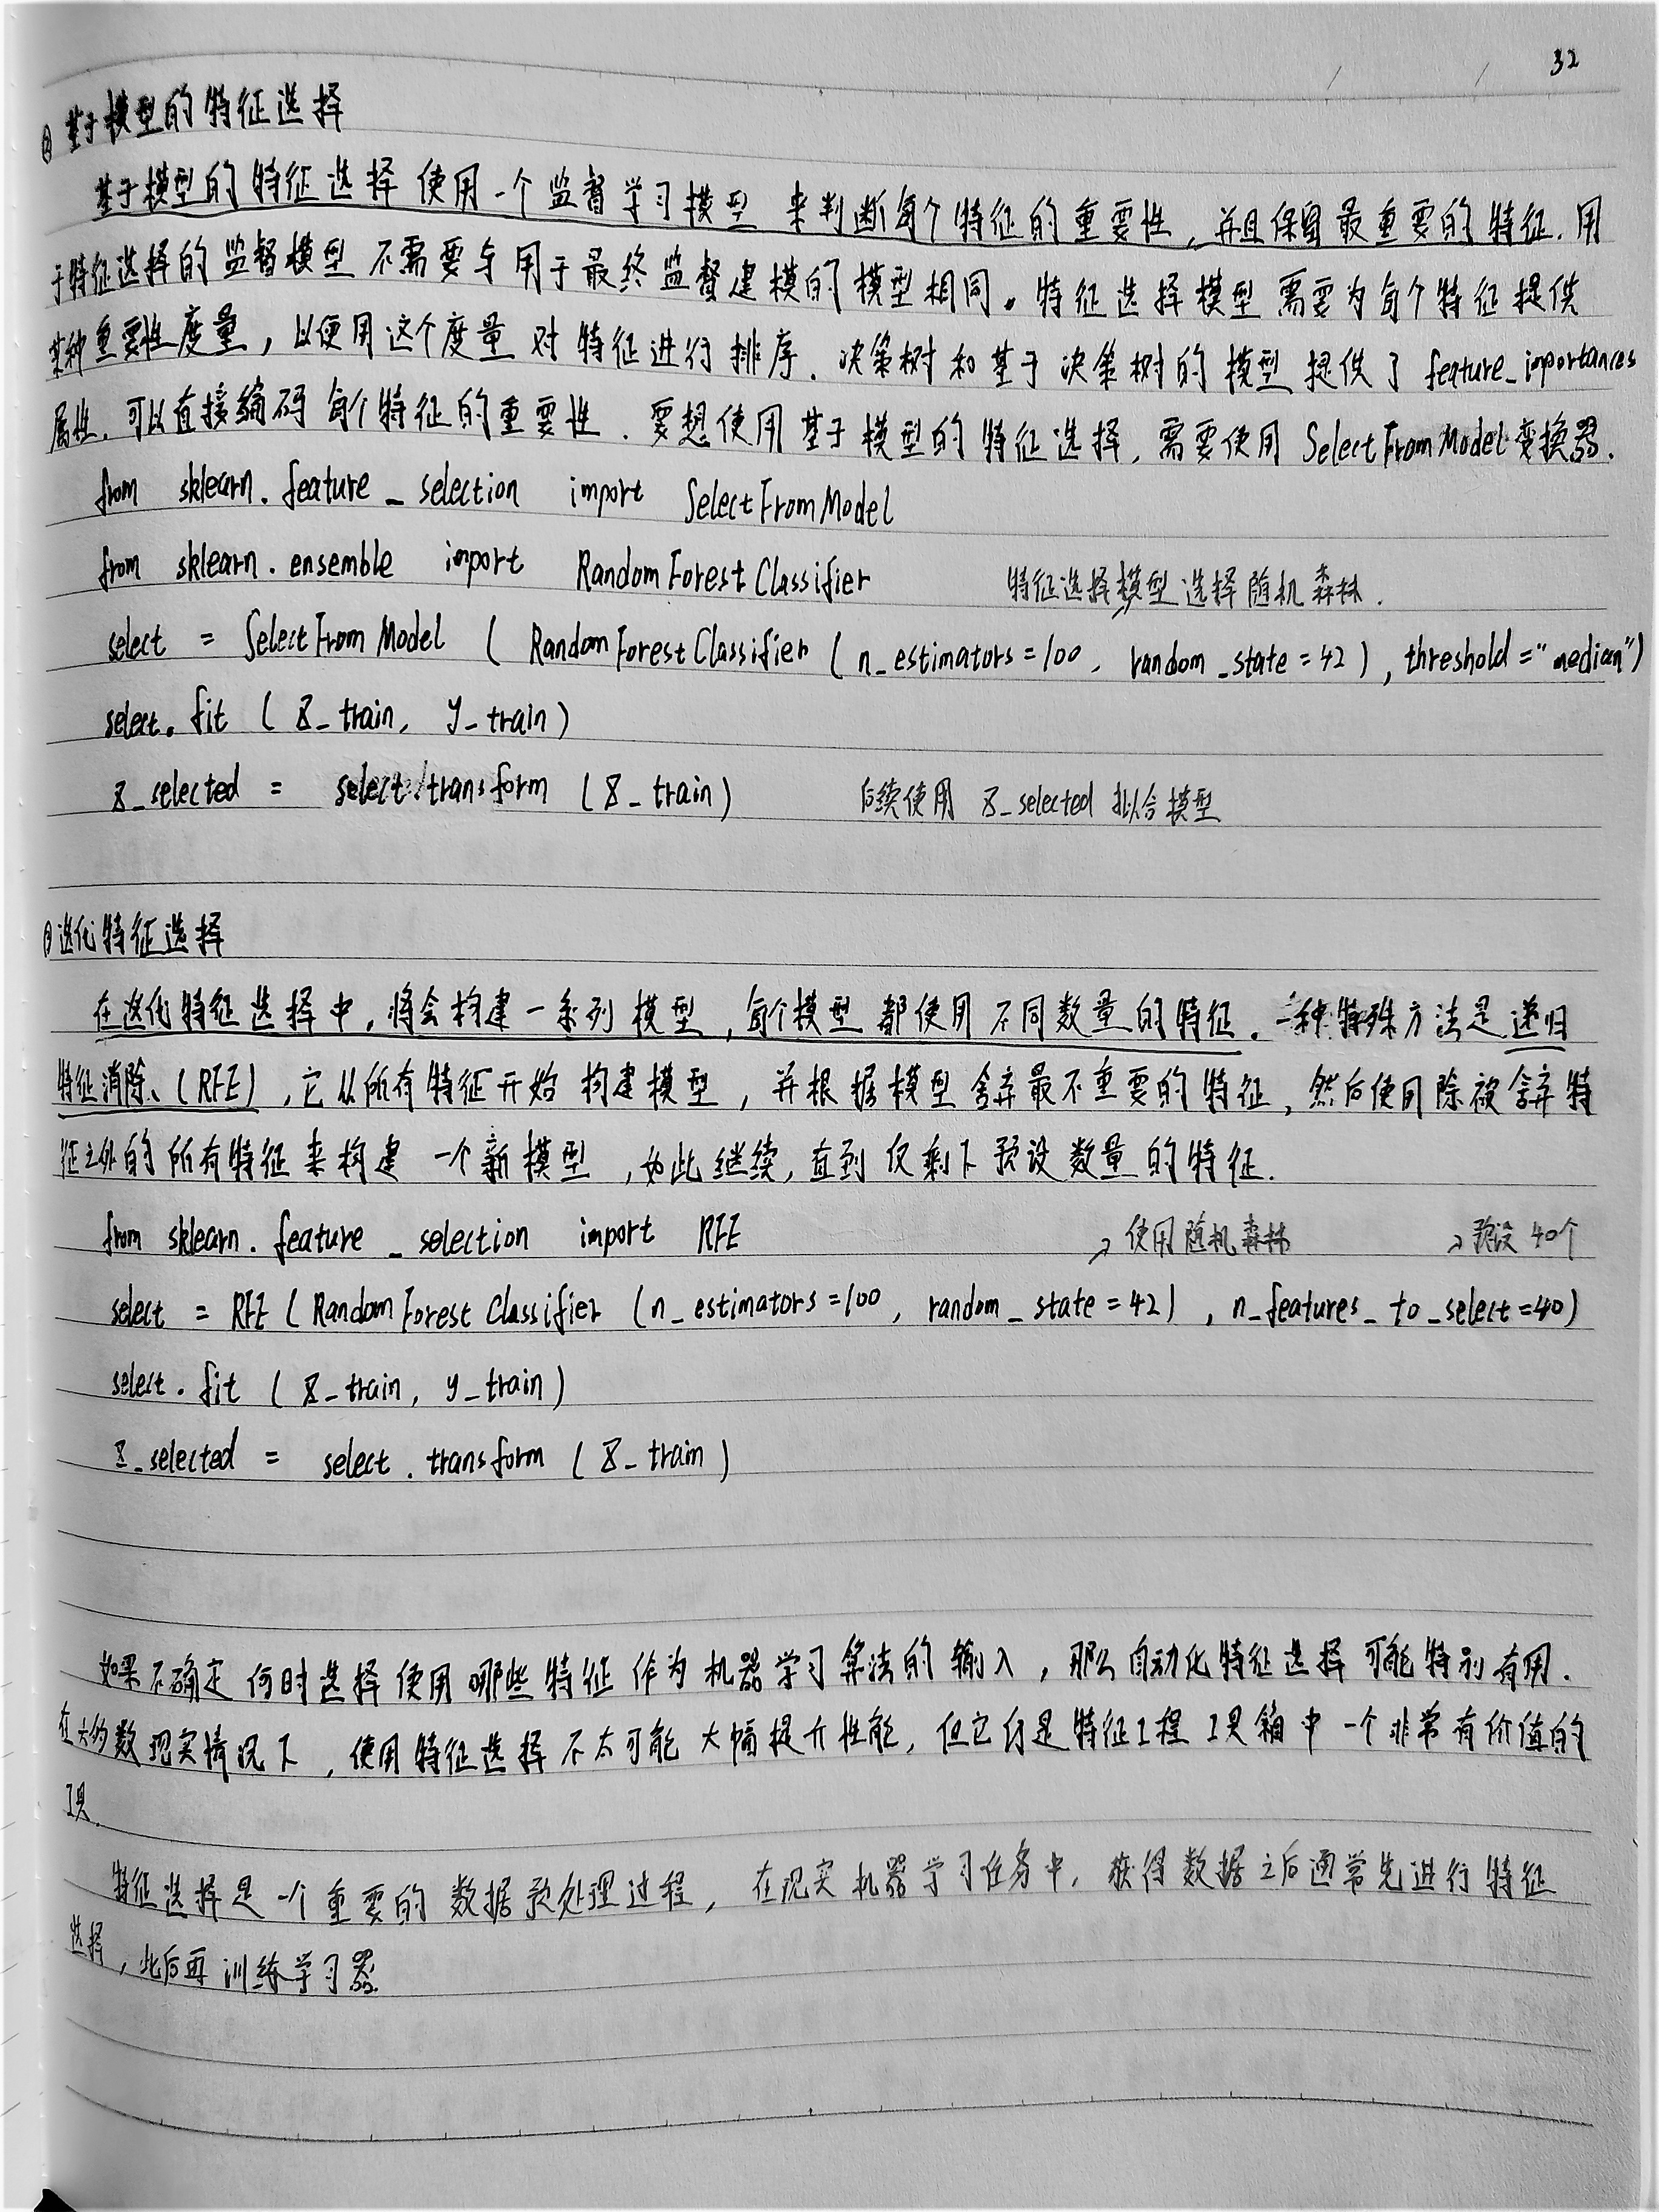 32
② 基于模型的特征选择
基于模型的特征选择 使用一个监督学习模型 来判断每个特征的重要性, 并且保留最重要的特征. 用
于特征选择的监督模型 不需要与用于最终监督建模的模型相同。特征选择模型 需要为每个特征提供
某种重要性度量, 以便用这个度量 对特征进行排序. 决策树和基于决策树的模型提供了 feature_importances
属性, 可以直接编码每个特征的重要性. 要想使用基于模型的特征选择, 需要使用 SelectFromModel 变换器.
from sklearn.feature_selection import SelectFromModel
from sklearn.ensemble import RandomForestClassifier 特征选择模型选择随机森林.
select = SelectFromModel (RandomForestClassifier (n_estimators=100, random_state=42), threshold="median")
select.fit (X_train, y_train)
X_selected = select.transform (X_train) 后续使用 X_selected 拟合模型
③ 迭代特征选择
在迭代特征选择中, 将会构建一系列模型, 每个模型都使用不同数量的特征. 一种特殊方法是递归
特征消除、(RFE), 它从所有特征开始构建模型, 并根据模型舍弃最不重要的特征, 然后使用除被舍弃特
征之外的所有特征来构建一个新模型, 如此继续, 直到仅剩下预设数量的特征.
from sklearn.feature_selection import RFE → 使用随机森林 → 预设40个
select = RFE (RandomForestClassifier (n_estimators=100, random_state=42), n_features_to_select=40)
select.fit (X_train, y_train)
X_selected = select.transform (X_train)
如果不确定何时选择使用哪些特征作为机器学习算法的输入, 那么自动化特征选择可能特别有用.
在大多数现实情况下, 使用特征选择不太可能大幅提升性能, 但它仍是特征工程工具箱中一个非常有价值的
工具.
特征选择是一个重要的数据预处理过程, 在现实机器学习任务中, 获得数据之后通常先进行特征
选择, 此后再训练学习器